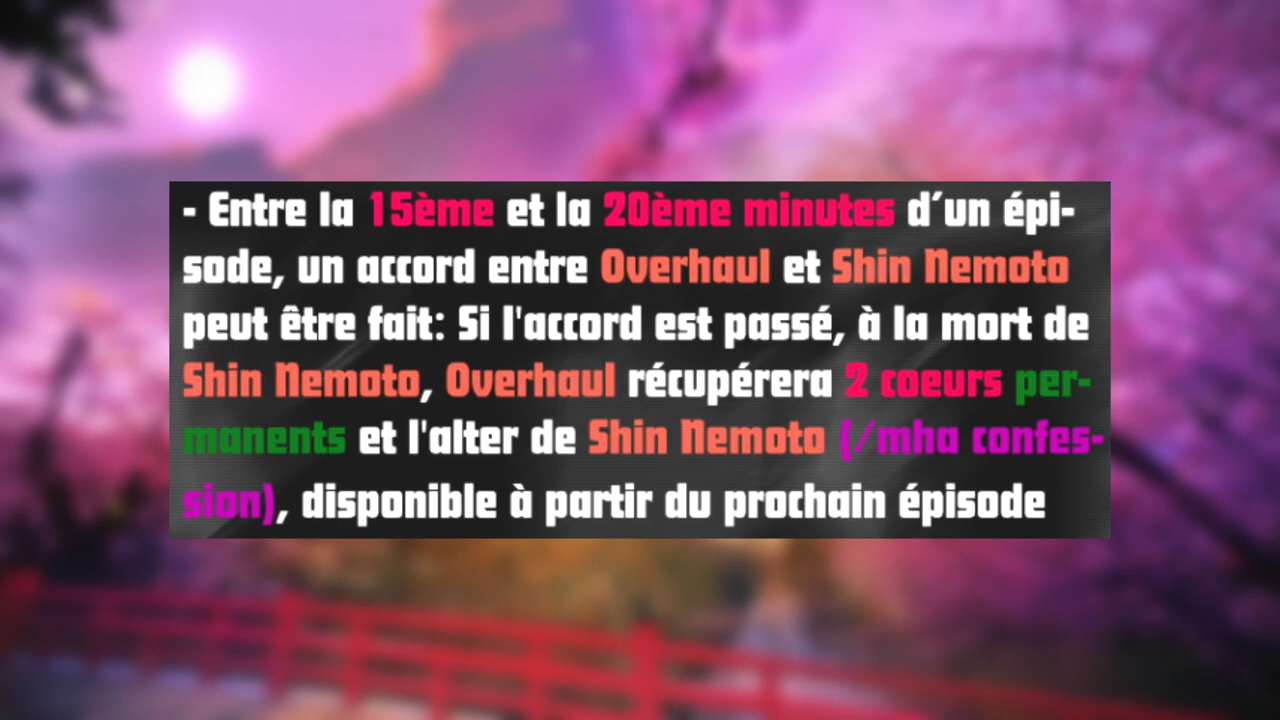 - Entre la 15ème et la 20ème minutes d'un épi-
sode, un accord entre Overhaul et Shin Nemoto
peut être fait: Si l'accord est passé, à la mort de
Shin Nemoto, Overhaul récupérera 2 coeurs per-
manents et l'alter de Shin Nemoto (/mha confes-
sion), disponible à partir du prochain épisode